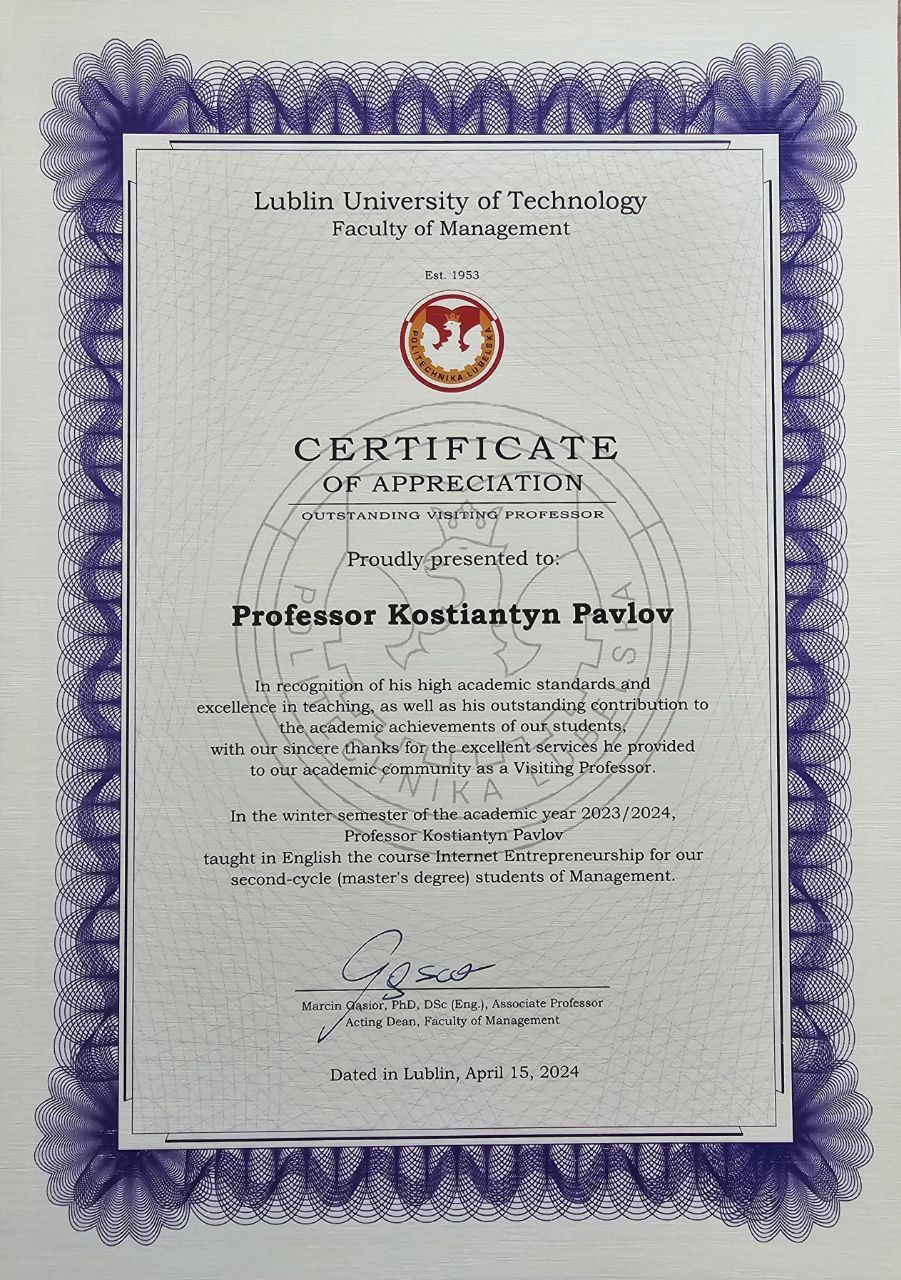 Lublin University of Technology
Faculty of Management
Est. 1953
POLITECHNIKA LUBELSKA
CERTIFICATE
OF APPRECIATION
OUTSTANDING VISITING PROFESSOR
Proudly presented to:
Professor Kostiantyn Pavlov
In recognition of his high academic standards and
excellence in teaching, as well as his outstanding contribution to
the academic achievements of our students,
with our sincere thanks for the excellent services he provided
to our academic community as a Visiting Professor.
In the winter semester of the academic year 2023/2024,
Professor Kostiantyn Pavlov
taught in English the course Internet Entrepreneurship for our
second-cycle (master's degree) students of Management.
Marcin Gąsior, PhD, DSc (Eng.), Associate Professor
Acting Dean, Faculty of Management
Dated in Lublin, April 15, 2024
POLITECHNIKA LUBELSKA